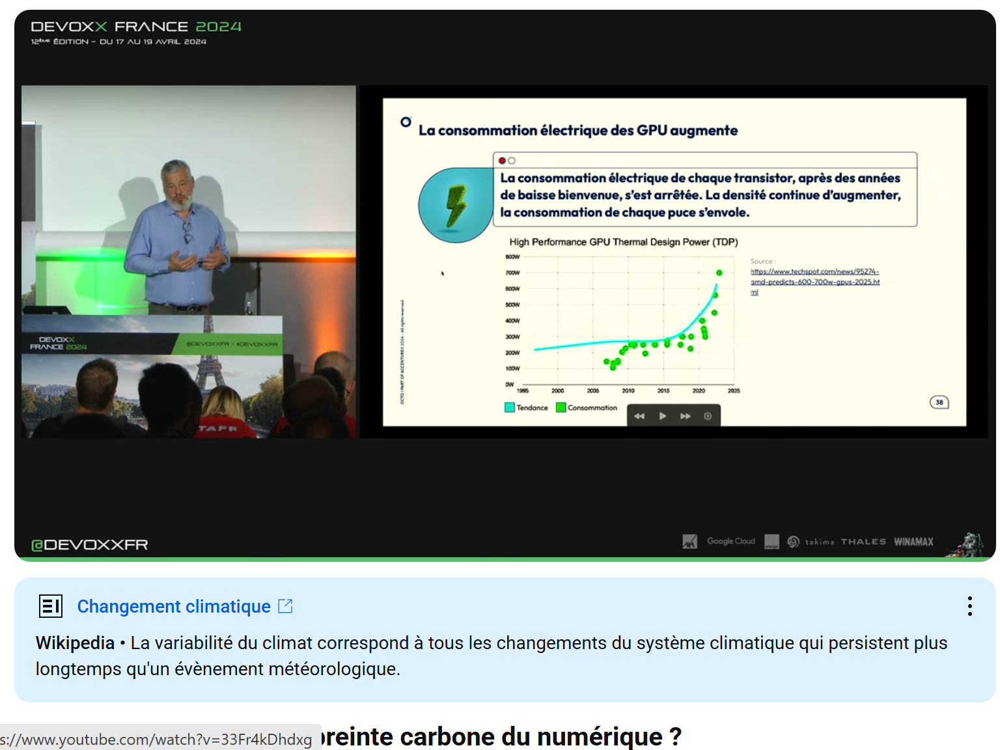 DEVOXX FRANCE 2024
12ÈME ÉDITION – DU 17 AU 19 AVRIL 2024
La consommation électrique des GPU augmente
La consommation électrique de chaque transistor, après des années
de baisse bienvenue, s'est arrêtée. La densité continue d'augmenter,
la consommation de chaque puce s'envole.
High Performance GPU Thermal Design Power (TDP)
800W
700W
600W
500W
400W
300W
200W
100W
0W
1995 2000 2005 2010 2015 2020 2025
Tendance Consommation
Source :
https://www.techspot.com/news/95274-
amd-predicts-600-700w-gpus-2025.ht
ml
OCTO | PART OF ACCENTURE © 2024 - All rights reserved
38
DEVOXX
FRANCE 2024
@DEVOXXFR - #DEVOXXFR
TAFF
@DEVOXXFR
Google Cloud
takima
THALES
WINAMAX
Changement climatique
Wikipedia • La variabilité du climat correspond à tous les changements du système climatique qui persistent plus
longtemps qu'un évènement météorologique.
preinte carbone du numérique ?
s://www.youtube.com/watch?v=33Fr4kDhdxg